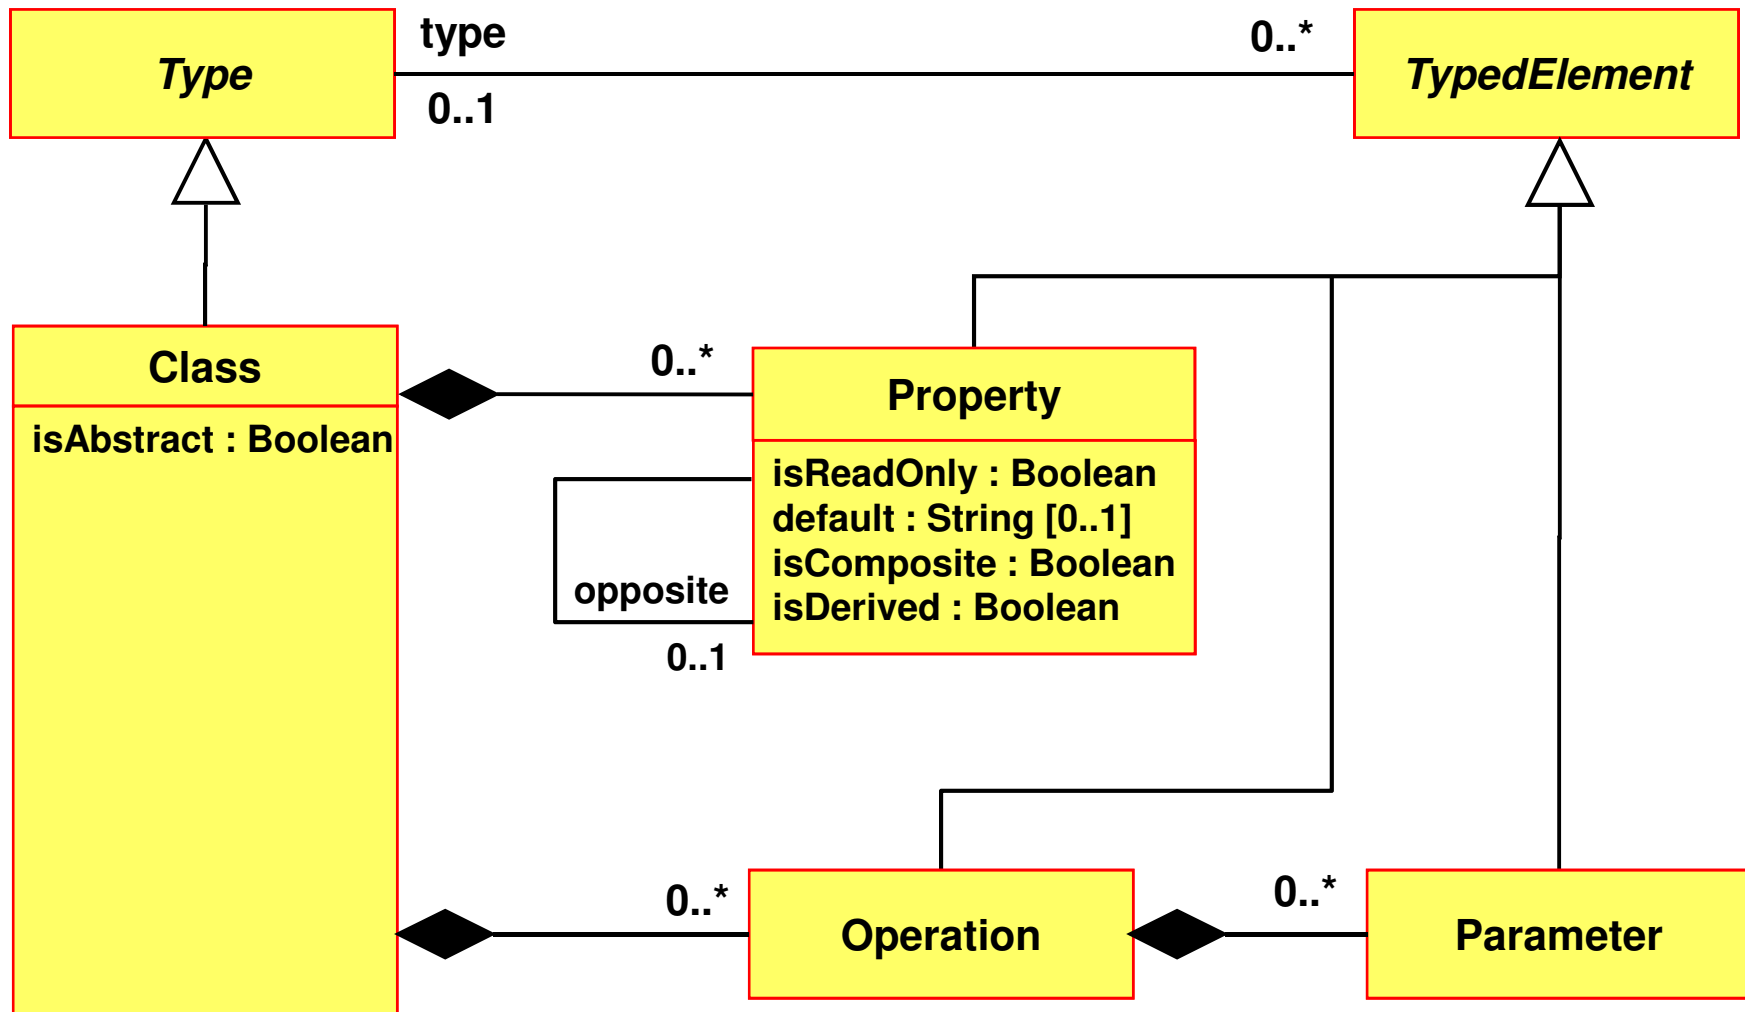 type
0..*
Type
TypedElement
0..1
Class
0..*
Property
isAbstract : Boolean
isReadOnly : Boolean
default : String [0..1]
isComposite : Boolean
opposite
isDerived : Boolean
0..1
0..*
0..*
Operation
Parameter